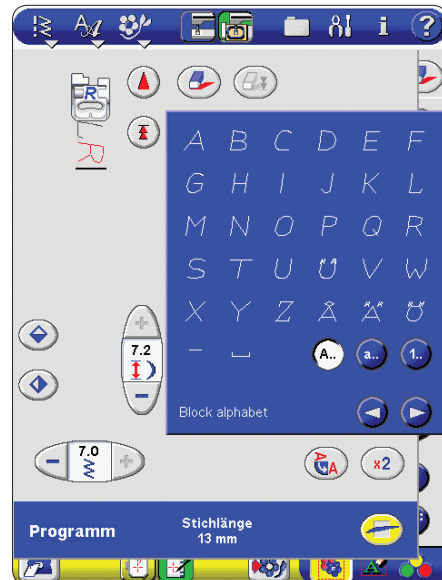 i ?
R
L R
A B C D E F
G H I J K L
M N O P Q R
S T U Ů V W
X Y Z Å Ä Ü
– ⎵
A.. a.. 1..
Block alphabet
+
7.2
–
– 7.0 +
A A x2
Programm
Stichlänge
13 mm